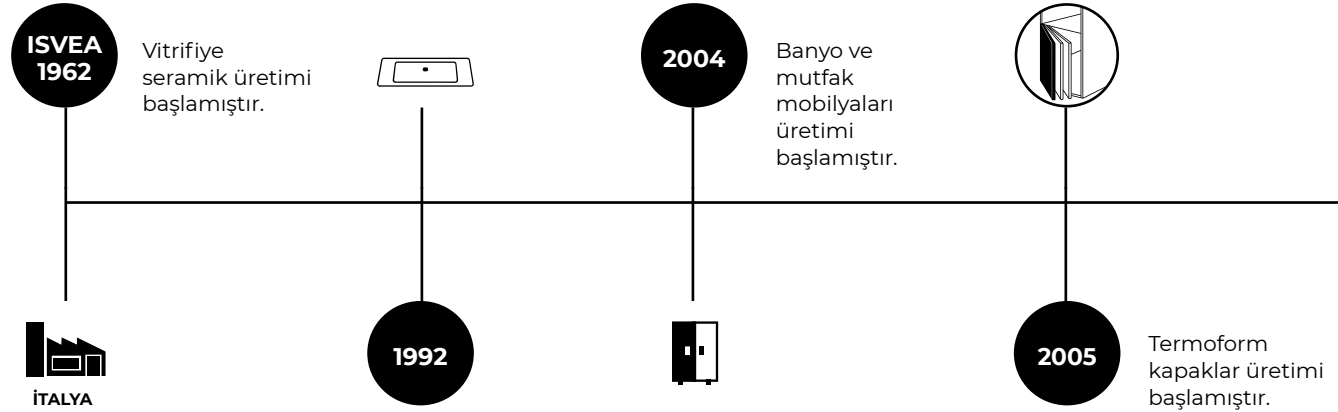 ISVEA
1962
Vitrifiye
seramik üretimi
başlamıştır.
İTALYA
1992
2004
Banyo ve
mutfak
mobilyaları
üretimi
başlamıştır.
2005
Termoform
kapaklar üretimi
başlamıştır.